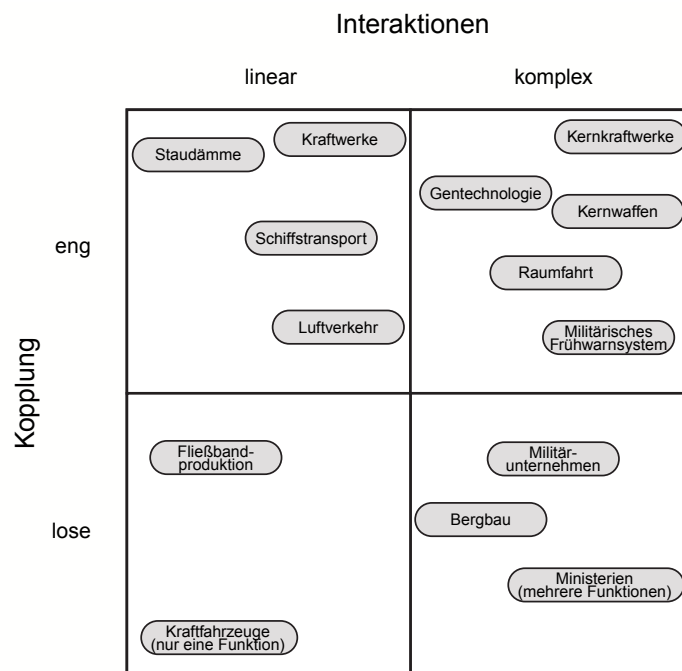 Interaktionen
linear
komplex
Kopplung
eng
lose
Staudämme
Kraftwerke
Schiffstransport
Luftverkehr
Kernkraftwerke
Gentechnologie
Kernwaffen
Raumfahrt
Militärisches
Frühwarnsystem
Fließband-
produktion
Kraftfahrzeuge
(nur eine Funktion)
Militär-
unternehmen
Bergbau
Ministerien
(mehrere Funktionen)